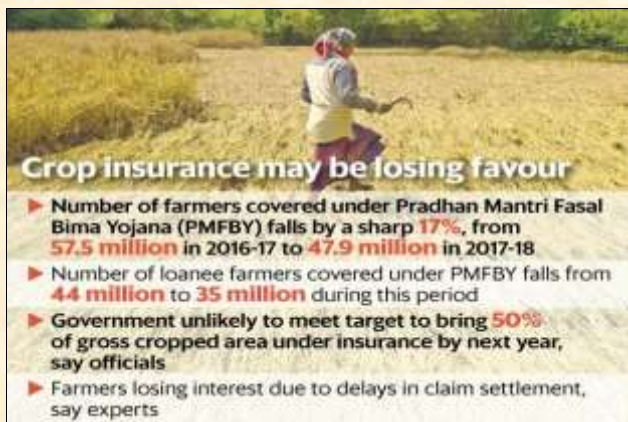 Crop insurance may be losing favour
▶ Number of farmers covered under Pradhan Mantri Fasal
Bima Yojana (PMFBY) falls by a sharp 17%, from
57.5 million in 2016-17 to 47.9 million in 2017-18
▶ Number of loanee farmers covered under PMFBY falls from
44 million to 35 million during this period
▶ Government unlikely to meet target to bring 50%
of gross cropped area under insurance by next year,
say officials
▶ Farmers losing interest due to delays in claim settlement,
say experts